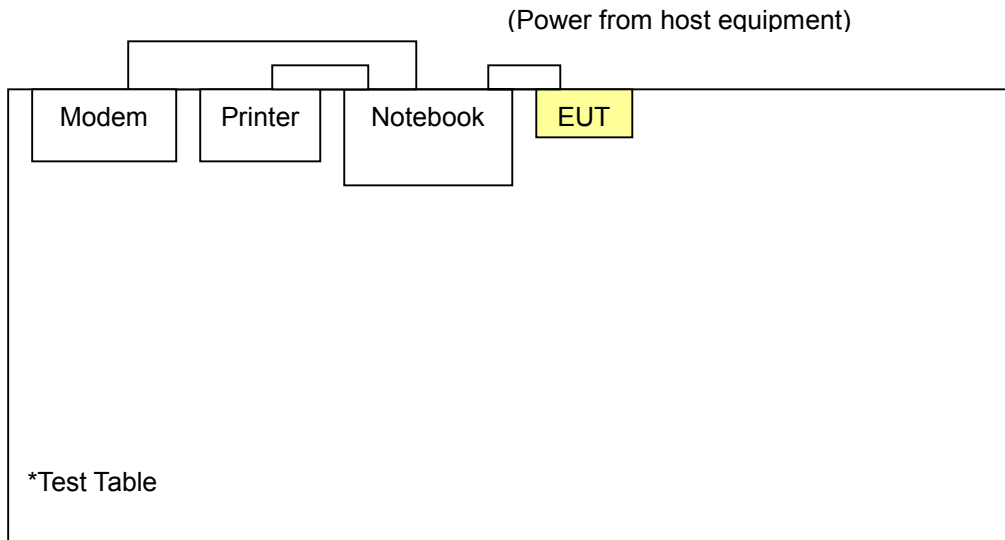 (Power from host equipment)
Modem
Printer
Notebook
EUT
*Test Table